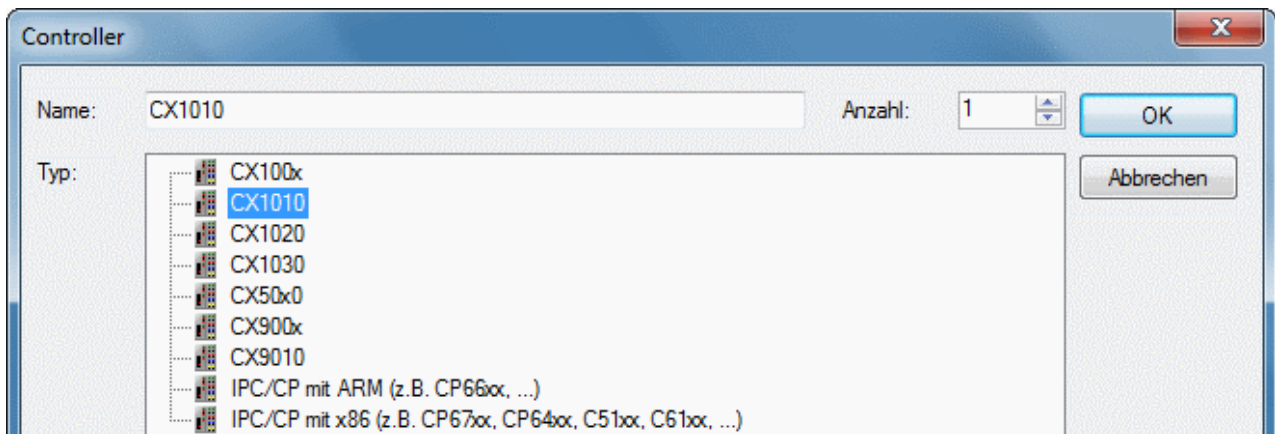 Controller
Name: CX1010 Anzahl: 1 OK
Typ: CX100x Abbrechen
CX1010
CX1020
CX1030
CX50x0
CX900x
CX9010
IPC/CP mit ARM (z.B. CP66xx, ...)
IPC/CP mit x86 (z.B. CP67xx, CP64xx, C51xx, C61xx, ...)